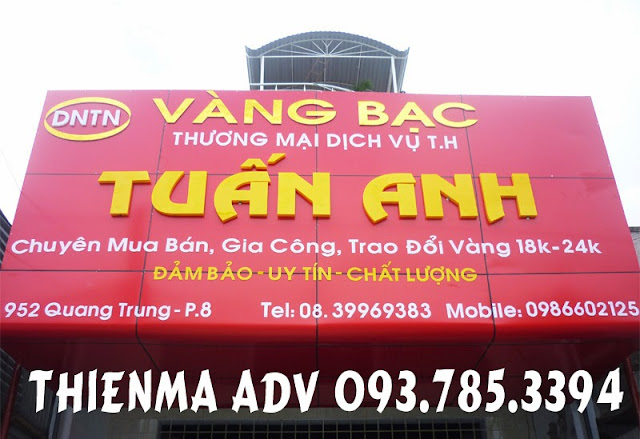 DNTN VÀNG BẠC
THƯƠNG MẠI DỊCH VỤ T.H
TUẤN ANH
Chuyên Mua Bán, Gia Công, Trao Đổi Vàng 18k-24k
ĐẢM BẢO - UY TÍN - CHẤT LƯỢNG
952 Quang Trung - P.8 Tel: 08. 39969383 Mobile: 0986602125
THIENMA ADV 093.785.3394